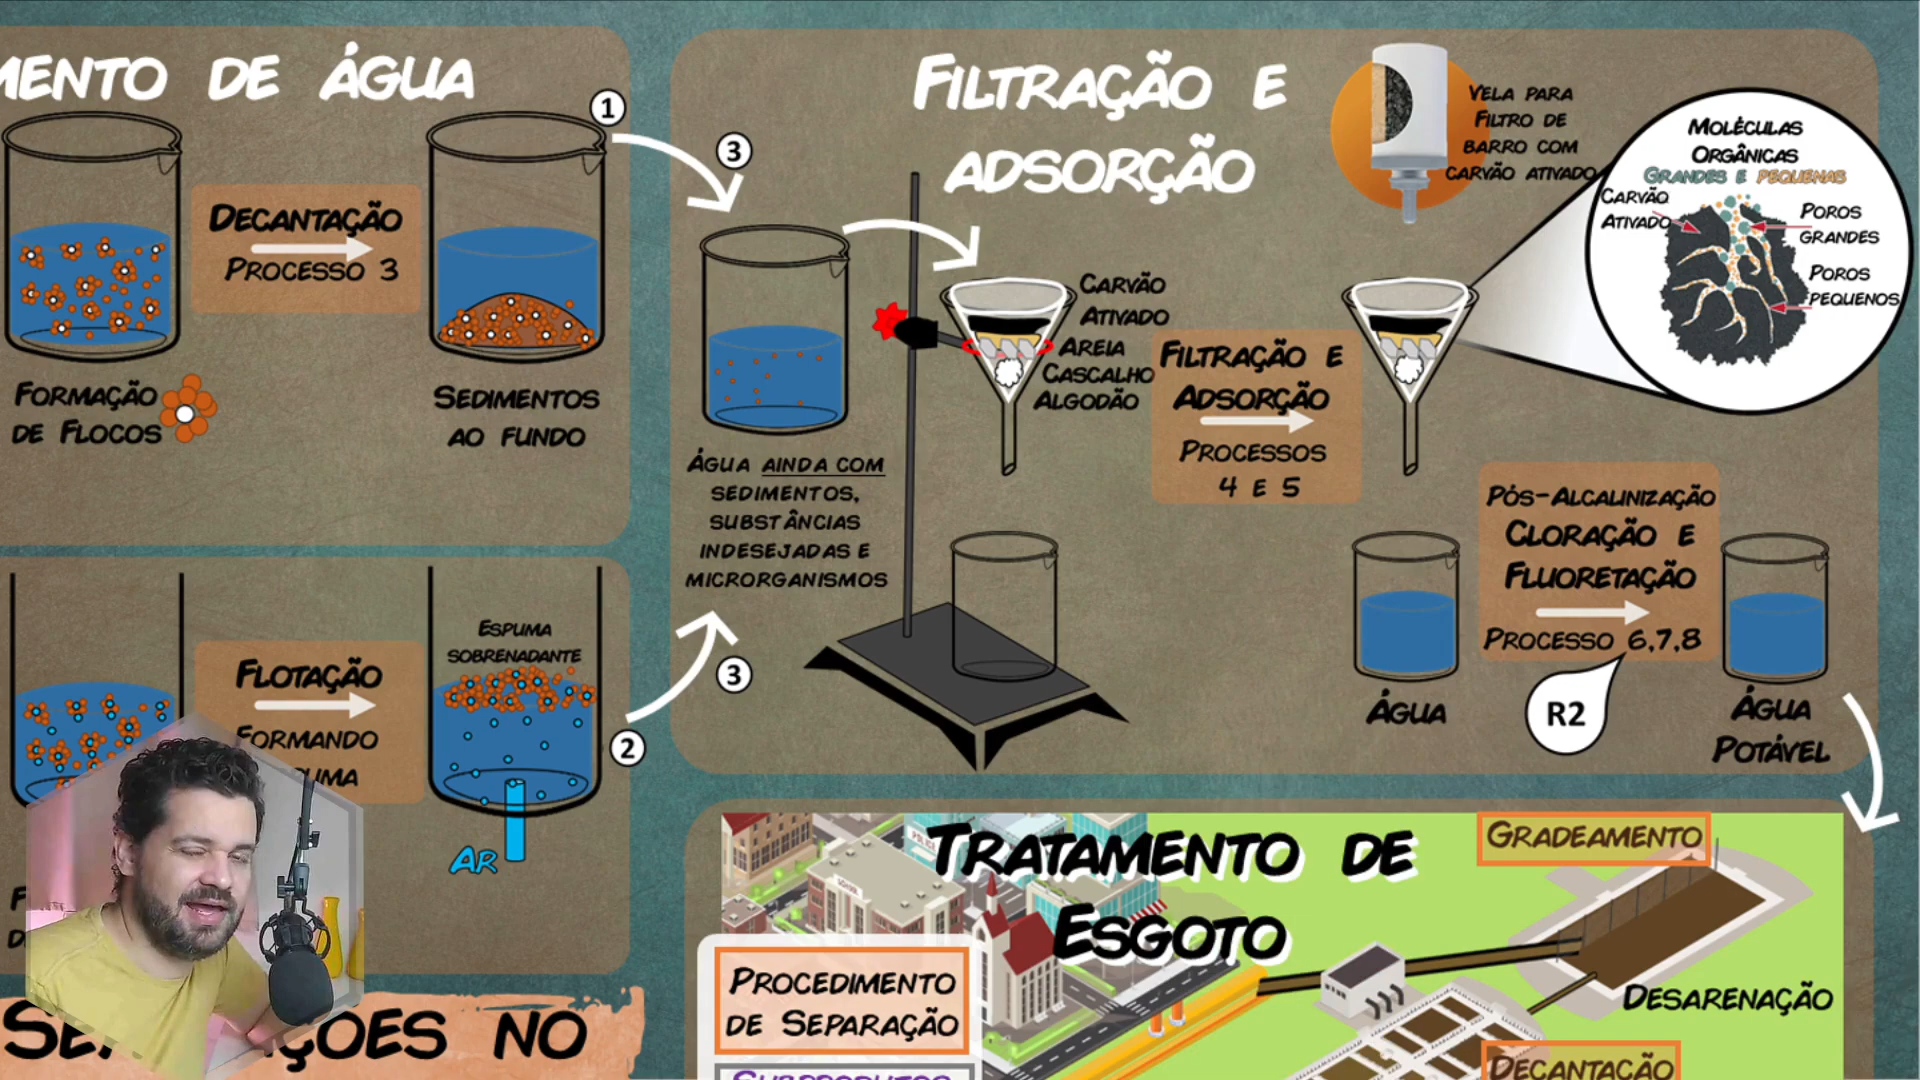 MENTO DE ÁGUA
1
DECANTAÇÃO
PROCESSO 3
FORMAÇÃO
DE FLOCOS
SEDIMENTOS
AO FUNDO
FLOTAÇÃO
FORMANDO
ESPUMA
SOBRENADANTE
2
AR
FILTRAÇÃO E
ADSORÇÃO
3
VELA PARA
FILTRO DE
BARRO COM
CARVÃO ATIVADO
MOLÉCULAS
ORGÂNICAS
GRANDES E PEQUENAS
CARVÃO
ATIVADO
POROS
GRANDES
POROS
PEQUENOS
CARVÃO
ATIVADO
AREIA
CASCALHO
ALGODÃO
FILTRAÇÃO E
ADSORÇÃO
PROCESSOS
4 E 5
ÁGUA AINDA COM
SEDIMENTOS,
SUBSTÂNCIAS
INDESEJADAS E
MICRORGANISMOS
3
PÓS-ALCALINIZAÇÃO
CLORAÇÃO E
FLUORETAÇÃO
PROCESSO 6,7,8
R2
ÁGUA
ÁGUA
POTÁVEL
TRATAMENTO DE
ESGOTO
GRADEAMENTO
PROCEDIMENTO
DE SEPARAÇÃO
SUBPRODUTOS
DESARENAÇÃO
DECANTAÇÃO
NO